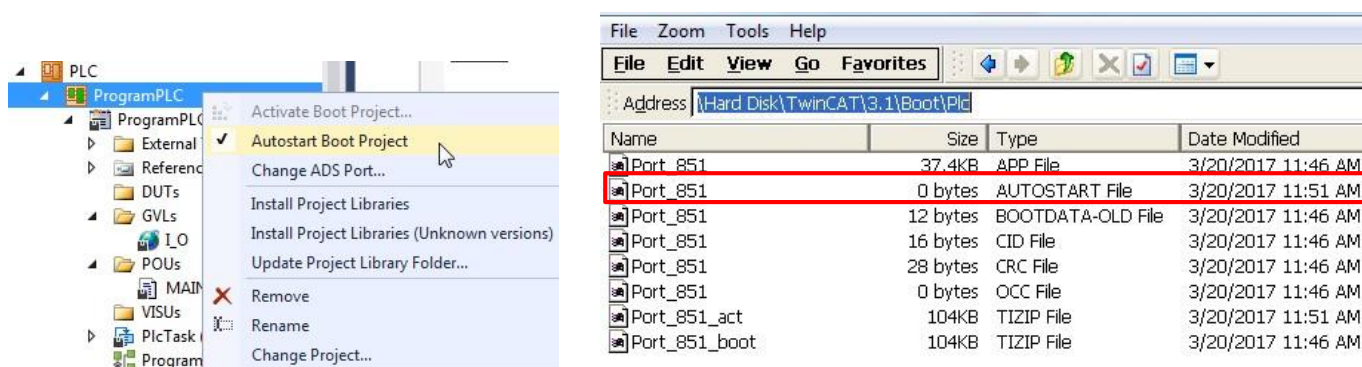 PLC
ProgramPLC
ProgramPLC
External
Referenc
DUTs
GVLs
I_O
POUs
MAIN
VISUs
PlcTask
Program
Activate Boot Project...
Autostart Boot Project
Change ADS Port...
Install Project Libraries
Install Project Libraries (Unknown versions)
Update Project Library Folder...
Remove
Rename
Change Project...
File Zoom Tools Help
File Edit View Go Favorites
Address \Hard Disk\TwinCAT\3.1\Boot\Plc
Name Size Type Date Modified
Port_851 37.4KB APP File 3/20/2017 11:46 AM
Port_851 0 bytes AUTOSTART File 3/20/2017 11:51 AM
Port_851 12 bytes BOOTDATA-OLD File 3/20/2017 11:46 AM
Port_851 16 bytes CID File 3/20/2017 11:46 AM
Port_851 28 bytes CRC File 3/20/2017 11:46 AM
Port_851 0 bytes OCC File 3/20/2017 11:46 AM
Port_851_act 104KB TIZIP File 3/20/2017 11:51 AM
Port_851_boot 104KB TIZIP File 3/20/2017 11:46 AM